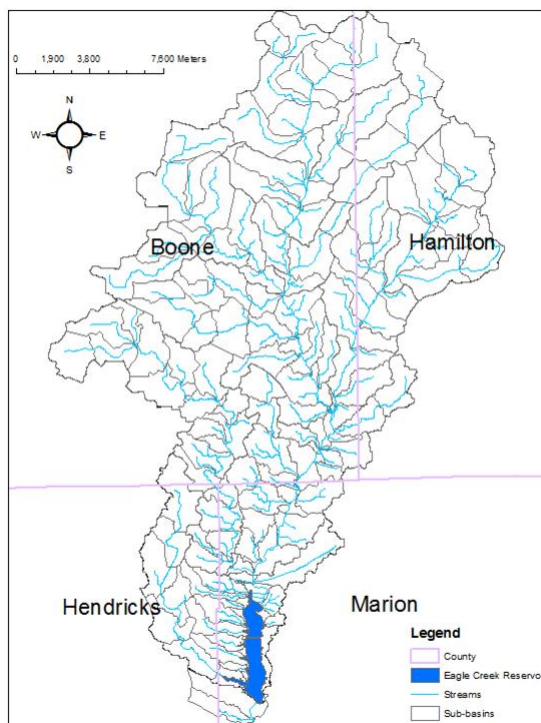 0 1,900 3,800 7,600 Meters
N
W E
S
Boone
Hamilton
Hendricks
Marion
Legend
County
Eagle Creek Reservo
Streams
Sub-basins